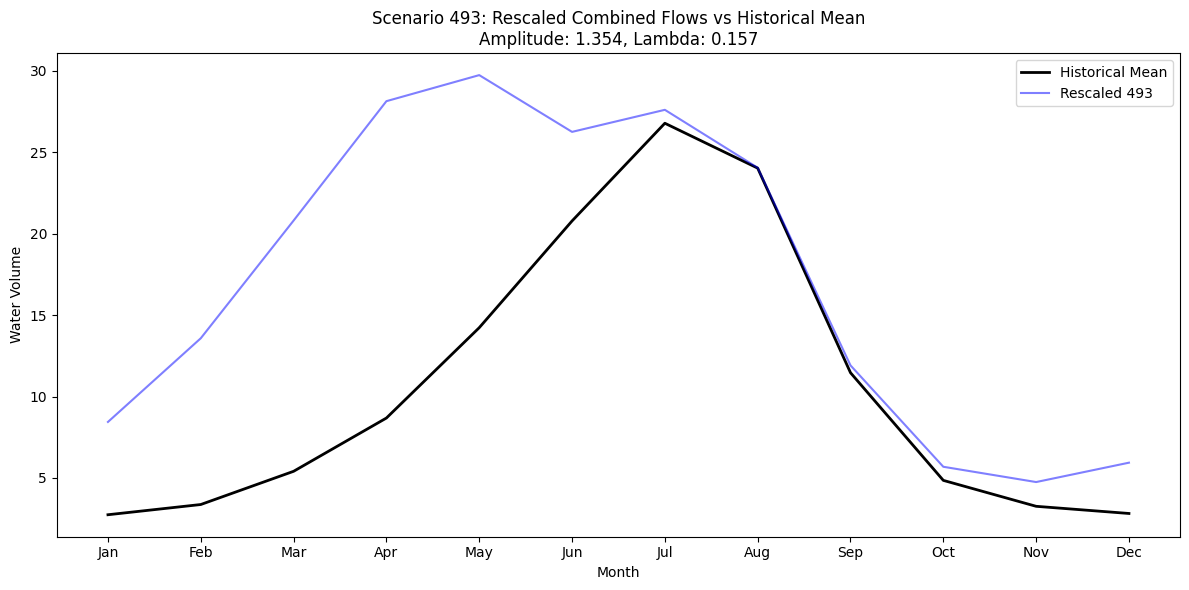 Scenario 493: Rescaled Combined Flows vs Historical Mean
Amplitude: 1.354, Lambda: 0.157
Historical Mean
Rescaled 493
Water Volume
30
25
20
15
10
5
Jan Feb Mar Apr May Jun Jul Aug Sep Oct Nov Dec
Month